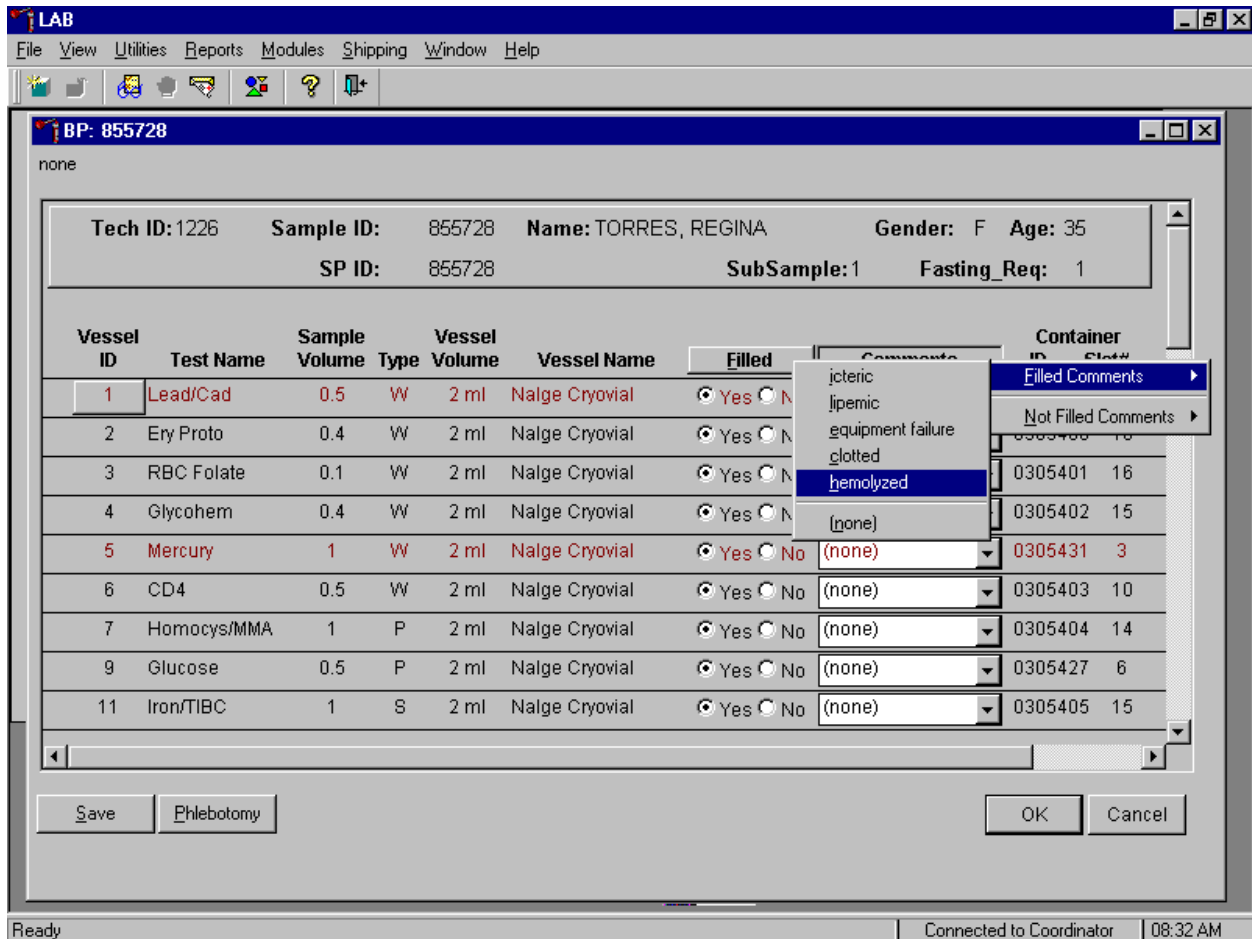 LAB
File View Utilities Reports Modules Shipping Window Help
BP: 855728
none
Tech ID: 1226 Sample ID: 855728 Name: TORRES, REGINA Gender: F Age: 35
SP ID: 855728 SubSample: 1 Fasting_Req: 1
Vessel Sample Vessel Container
ID Test Name Volume Type Volume Vessel Name Filled Comments ID Slot#
1 Lead/Cad 0.5 W 2 ml Nalge Cryovial Yes
2 Ery Proto 0.4 W 2 ml Nalge Cryovial Yes
3 RBC Folate 0.1 W 2 ml Nalge Cryovial Yes 0305401 16
4 Glycohem 0.4 W 2 ml Nalge Cryovial Yes 0305402 15
5 Mercury 1 W 2 ml Nalge Cryovial Yes No (none) 0305431 3
6 CD4 0.5 W 2 ml Nalge Cryovial Yes No (none) 0305403 10
7 Homocys/MMA 1 P 2 ml Nalge Cryovial Yes No (none) 0305404 14
9 Glucose 0.5 P 2 ml Nalge Cryovial Yes No (none) 0305427 6
11 Iron/TIBC 1 S 2 ml Nalge Cryovial Yes No (none) 0305405 15
icteric
lipemic
equipment failure
clotted
hemolyzed
(none)
Filled Comments
Not Filled Comments
Save Phlebotomy OK Cancel
Ready Connected to Coordinator 08:32 AM